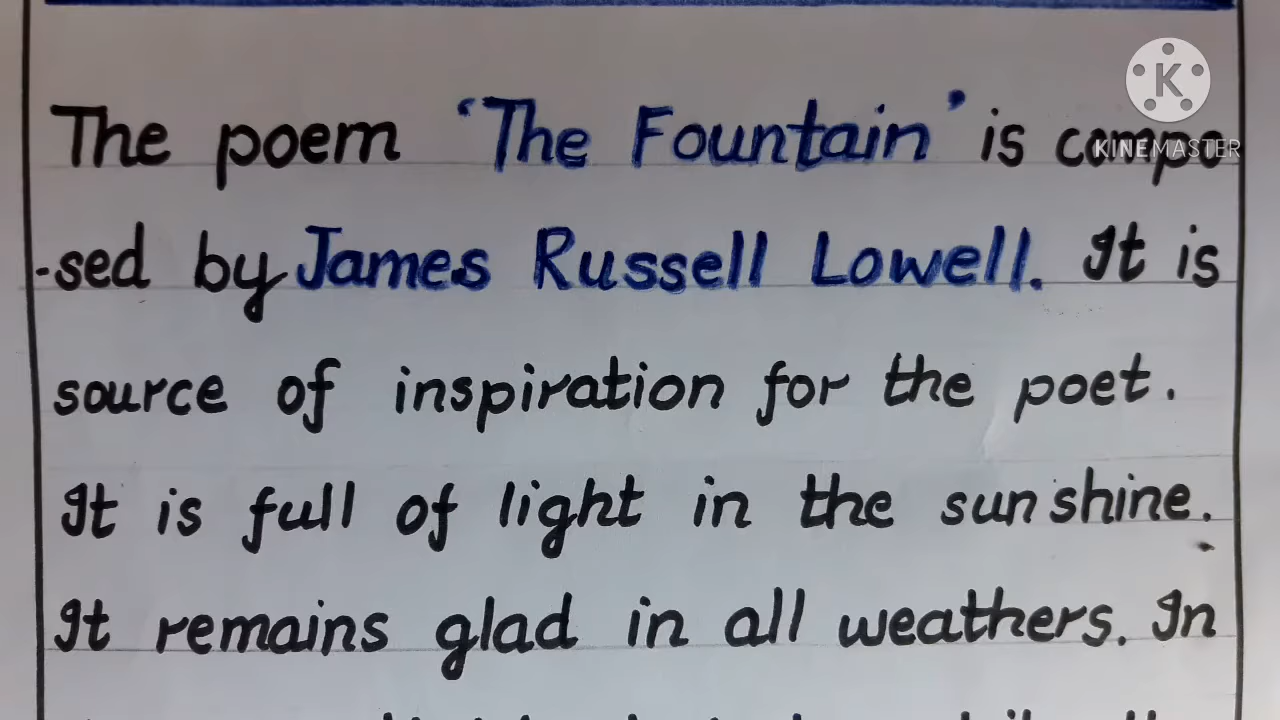 The poem 'The Fountain' is compo
-sed by James Russell Lowell. It is
source of inspiration for the poet.
It is full of light in the sunshine.
It remains glad in all weathers. In
K
KINEMASTER